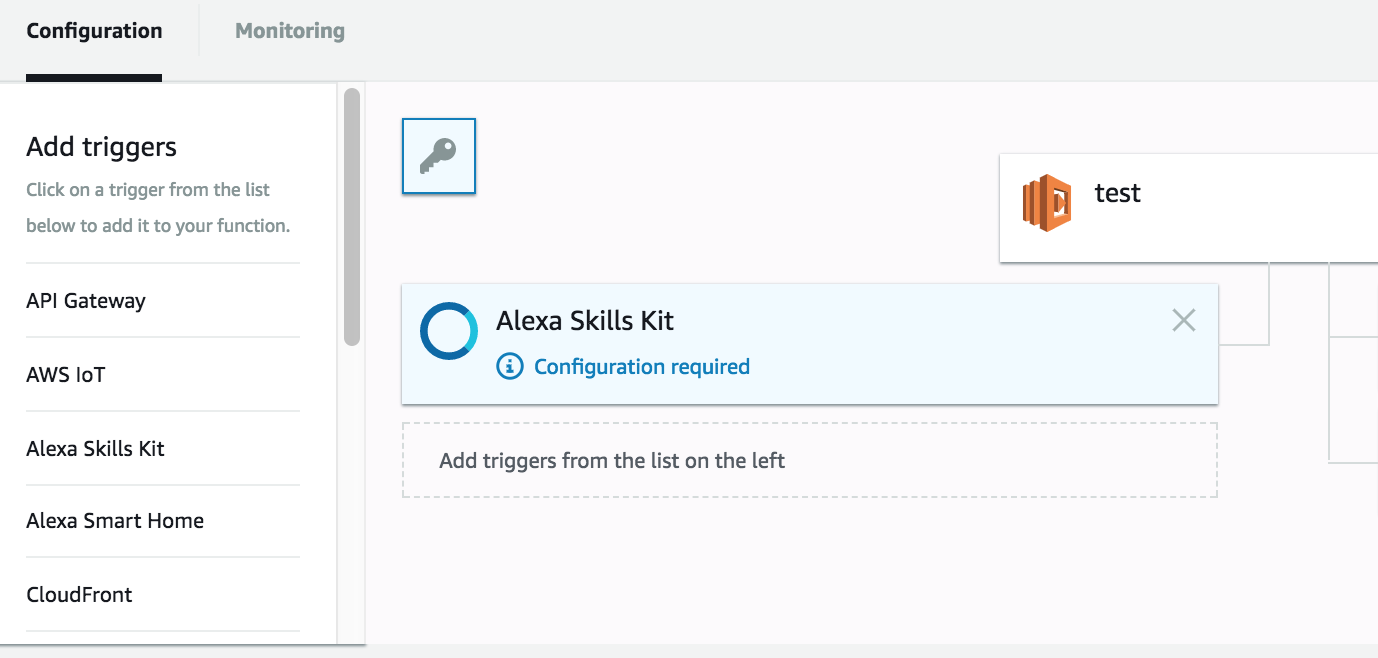 Configuration
Monitoring
Add triggers
Click on a trigger from the list
below to add it to your function.
API Gateway
AWS IoT
Alexa Skills Kit
Alexa Smart Home
CloudFront
test
Alexa Skills Kit
Configuration required
Add triggers from the list on the left